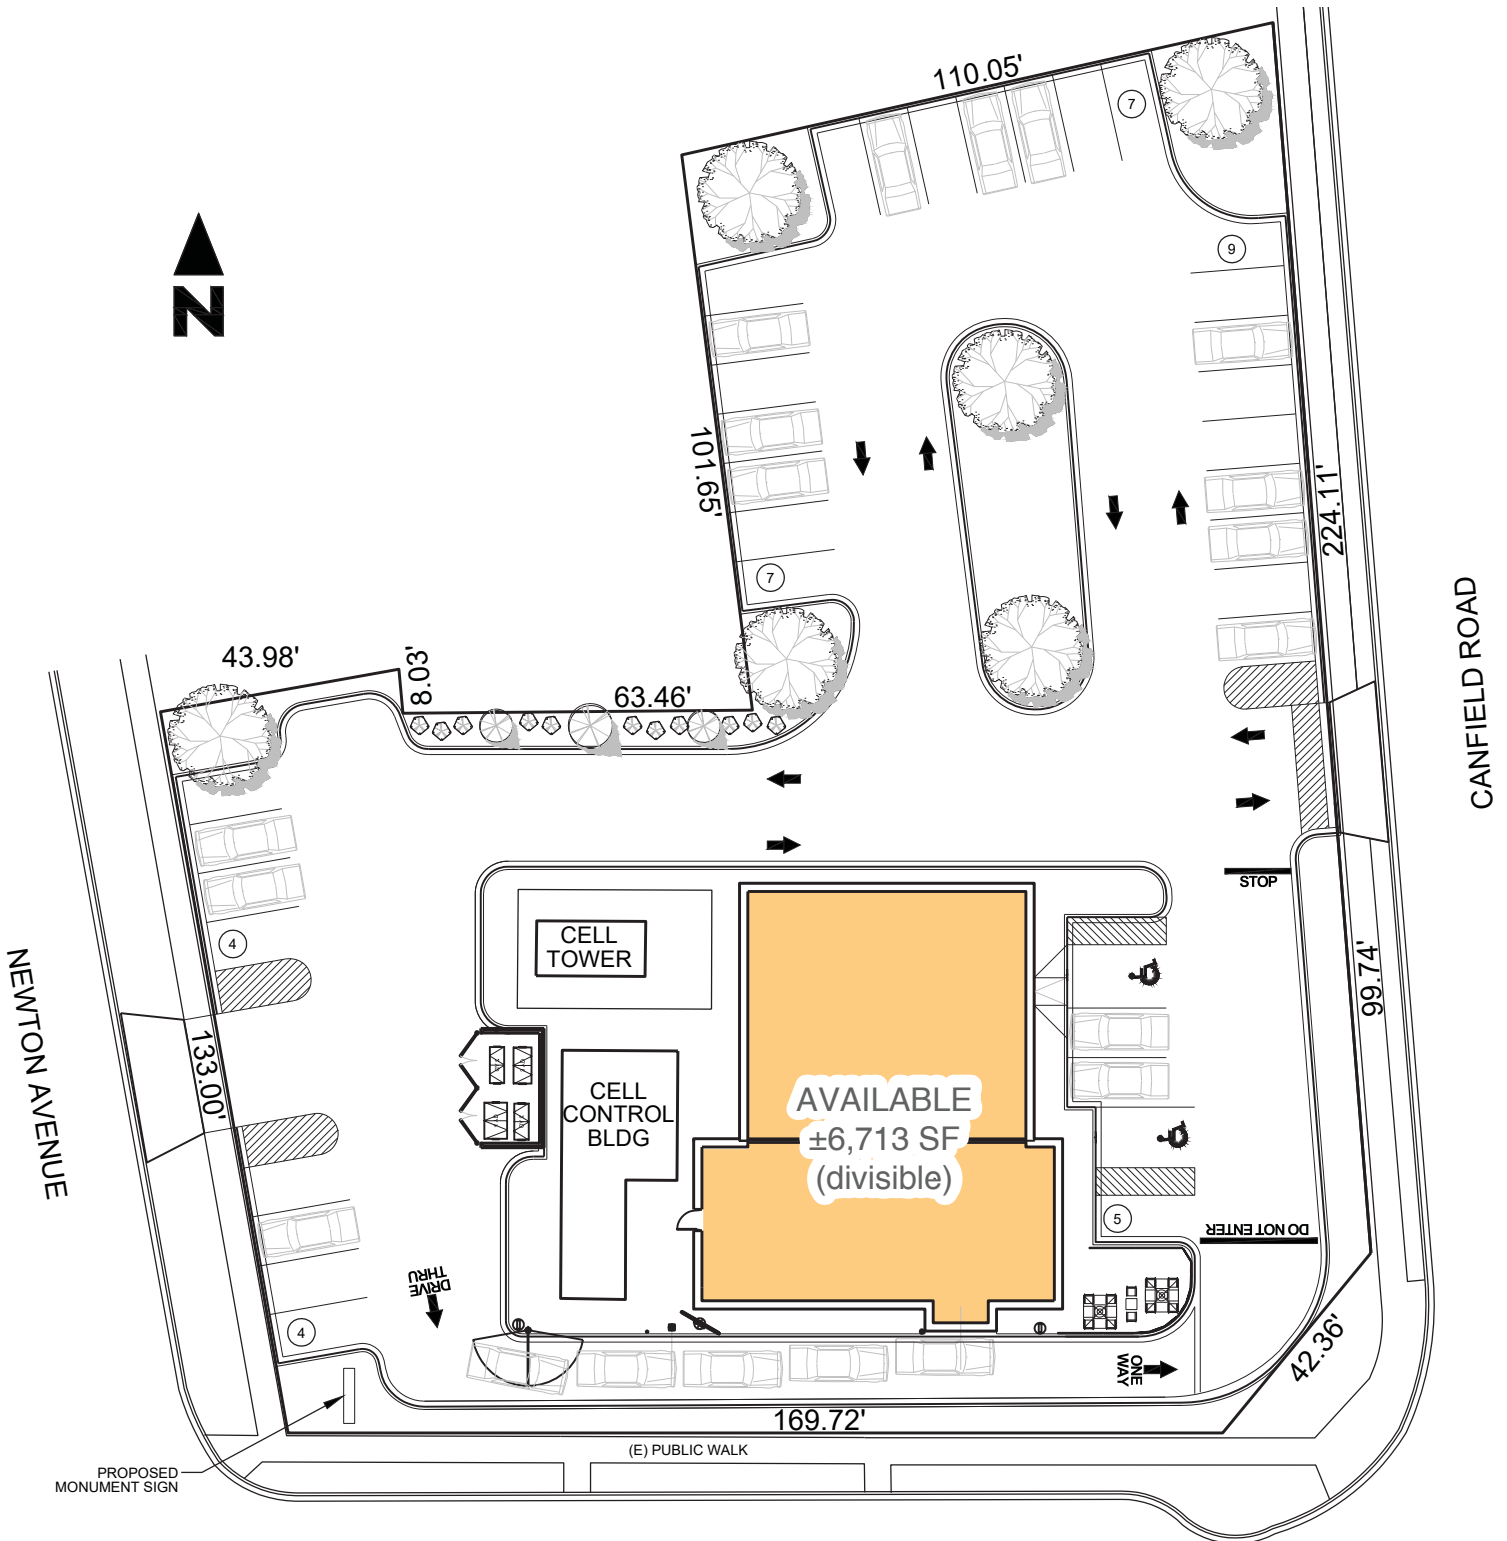 110.05'
7
9
N
101.65'
224.11'
7
43.98'
8.03'
63.46'
CANFIELD ROAD
STOP
4
CELL
TOWER
99.74'
NEWTON AVENUE
133.00'
CELL
CONTROL
BLDG
AVAILABLE
±6,713 SF
(divisible)
5
DO NOT ENTER
DRIVE
THRU
4
ONE
WAY
42.36'
169.72'
(E) PUBLIC WALK
PROPOSED
MONUMENT SIGN